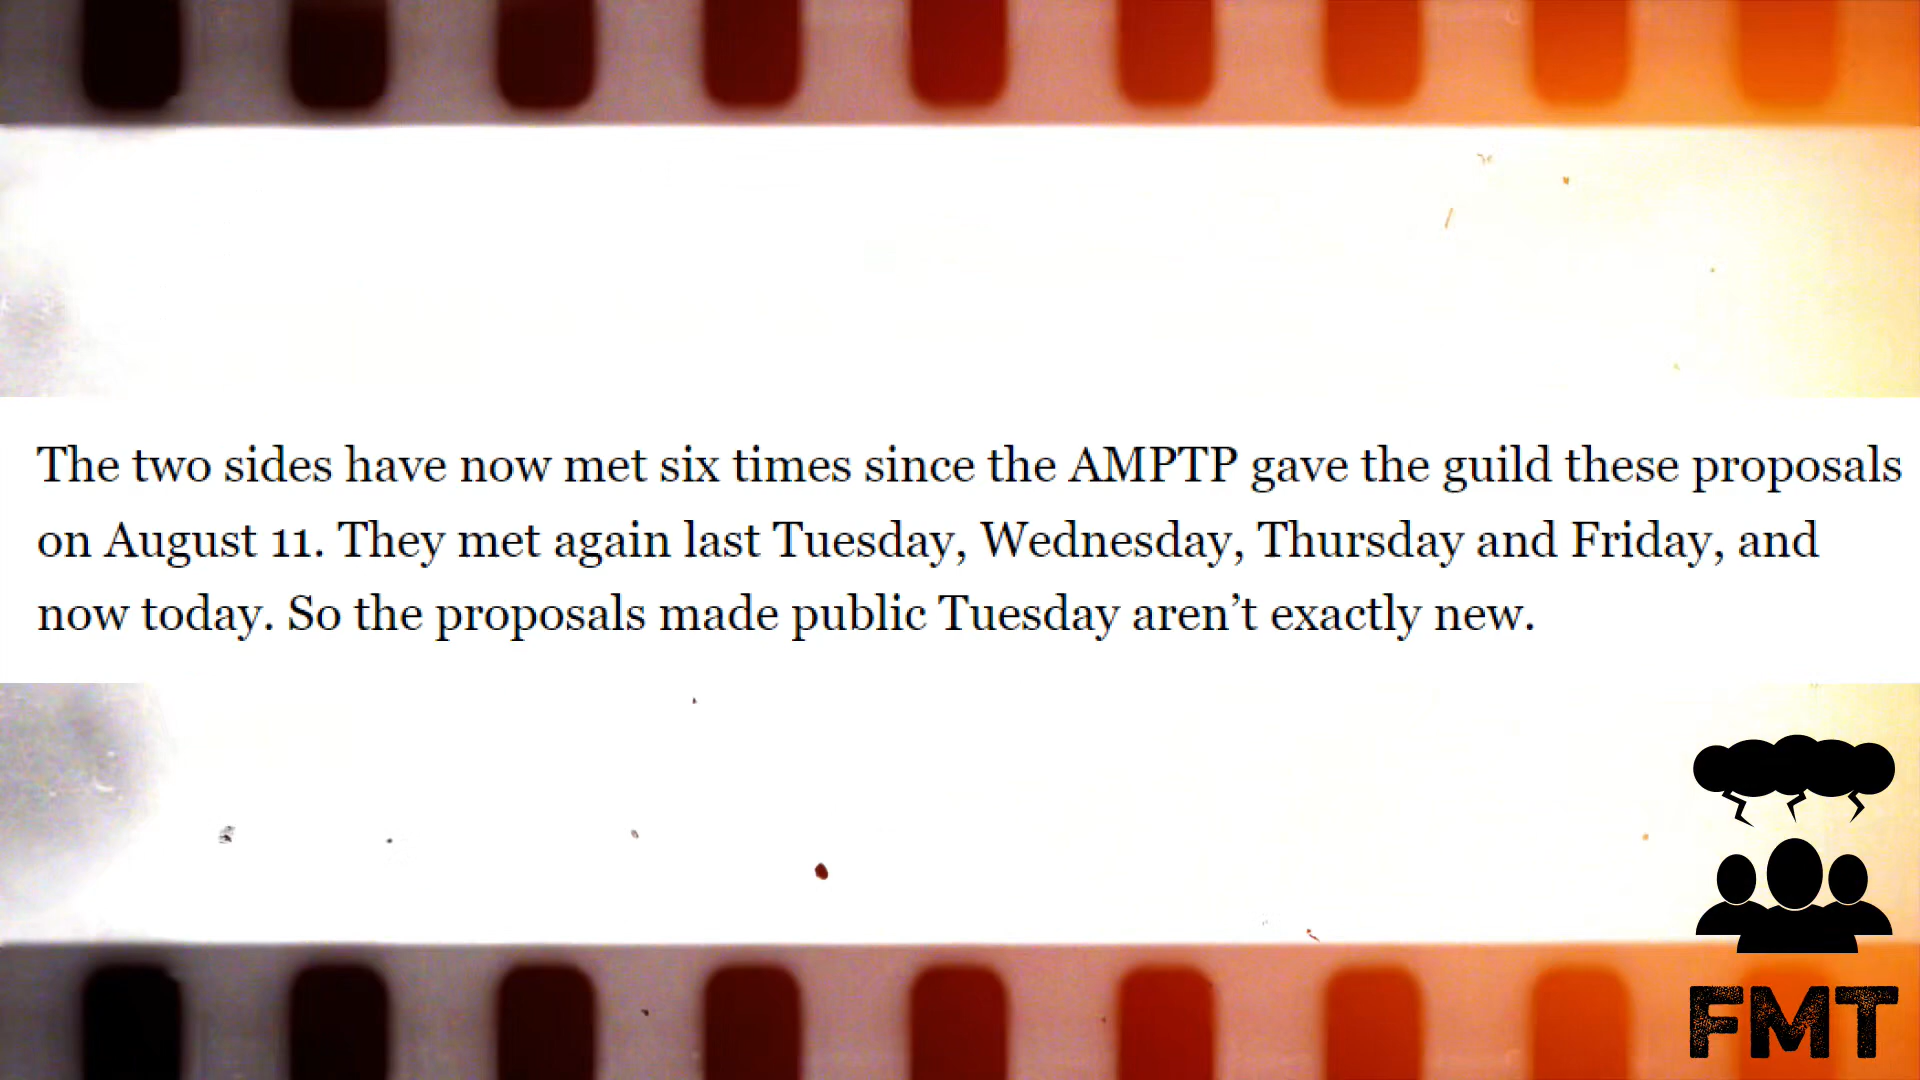 The two sides have now met six times since the AMPTP gave the guild these proposals
on August 11. They met again last Tuesday, Wednesday, Thursday and Friday, and
now today. So the proposals made public Tuesday aren’t exactly new.
FMT